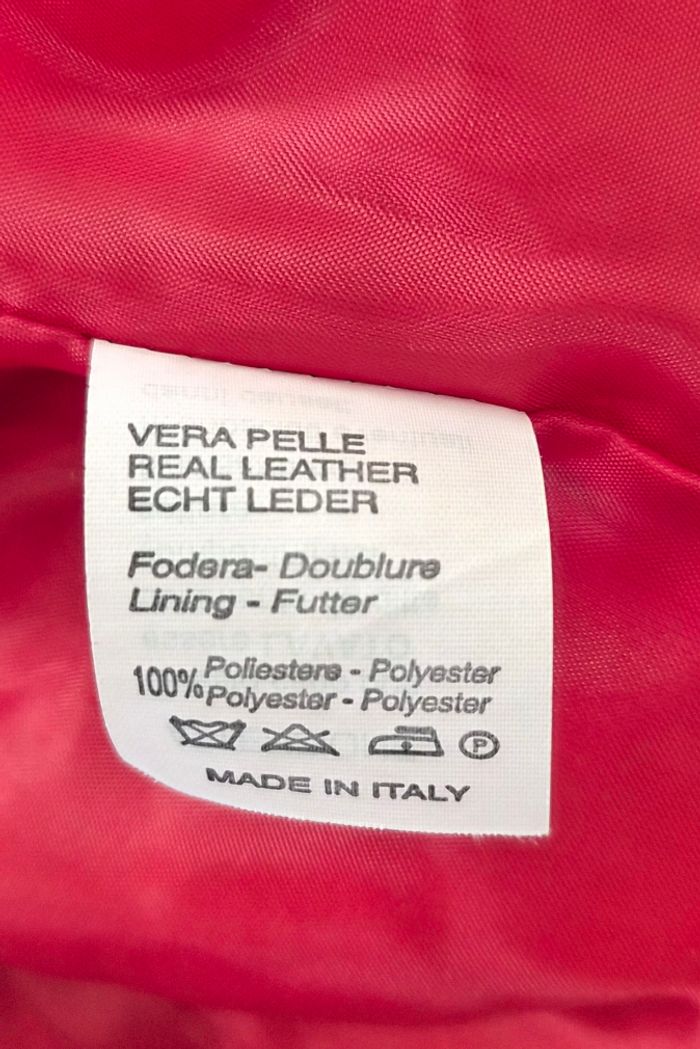 VERA PELLE
REAL LEATHER
ECHT LEDER
Fodera- Doublure
Lining - Futter
100% Poliestere - Polyester
Polyester - Polyester
P
MADE IN ITALY